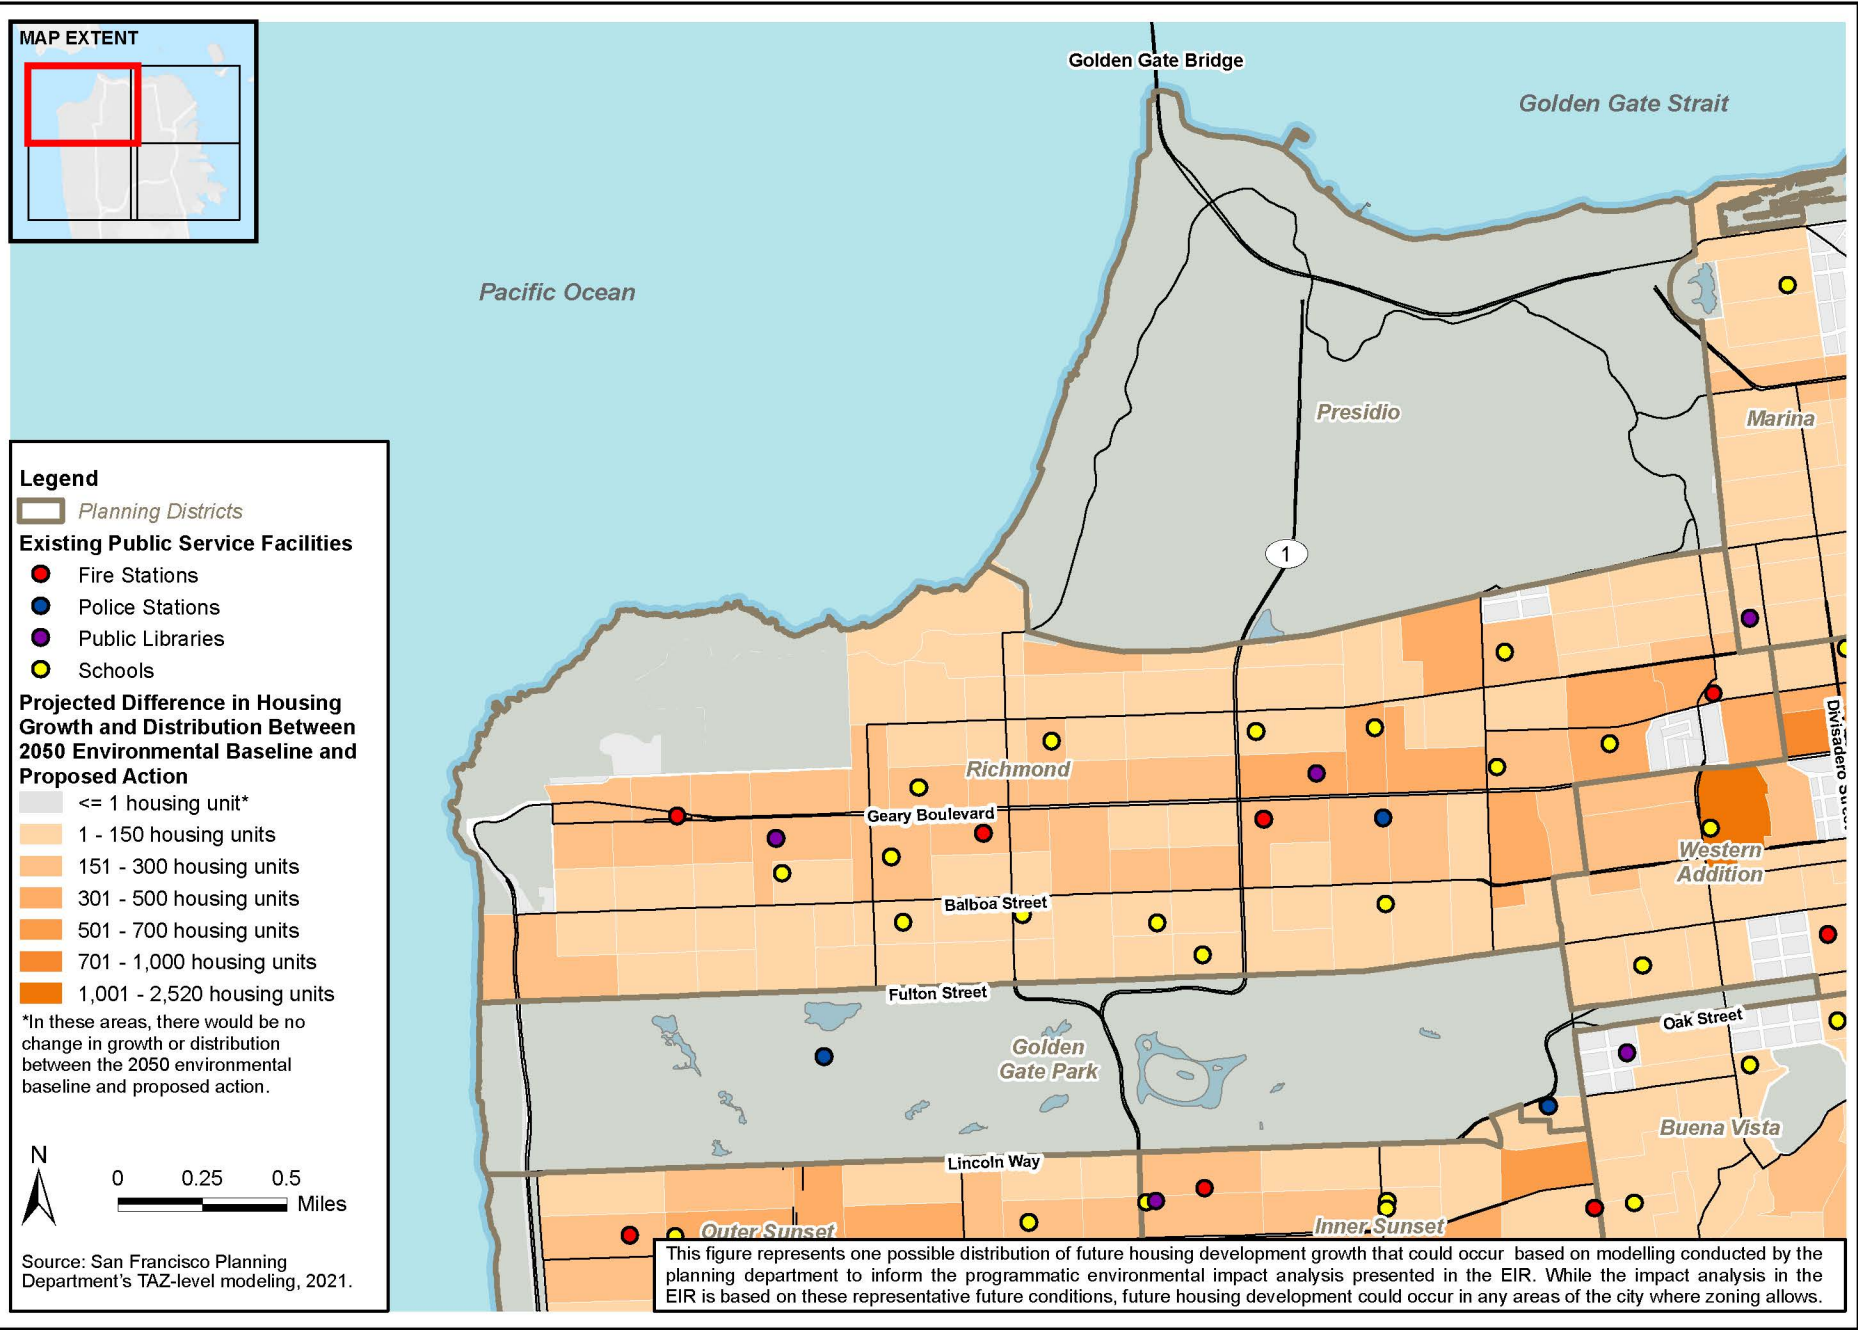 MAP EXTENT
Golden Gate Bridge
Golden Gate Strait
Pacific Ocean
Presidio
Marina
1
Legend
Planning Districts
Existing Public Service Facilities
Fire Stations
Police Stations
Public Libraries
Schools
Projected Difference in Housing
Growth and Distribution Between
2050 Environmental Baseline and
Proposed Action
<= 1 housing unit*
1 - 150 housing units
151 - 300 housing units
301 - 500 housing units
501 - 700 housing units
701 - 1,000 housing units
1,001 - 2,520 housing units
*In these areas, there would be no
change in growth or distribution
between the 2050 environmental
baseline and proposed action.
N
0 0.25 0.5
Miles
Source: San Francisco Planning
Department's TAZ-level modeling, 2021.
Divisadero
Richmond
Geary Boulevard
Western
Addition
Balboa Street
Fulton Street
Oak Street
Golden
Gate Park
Buena Vista
Lincoln Way
Outer Sunset
Inner Sunset
This figure represents one possible distribution of future housing development growth that could occur based on modelling conducted by the
planning department to inform the programmatic environmental impact analysis presented in the EIR. While the impact analysis in the
EIR is based on these representative future conditions, future housing development could occur in any areas of the city where zoning allows.